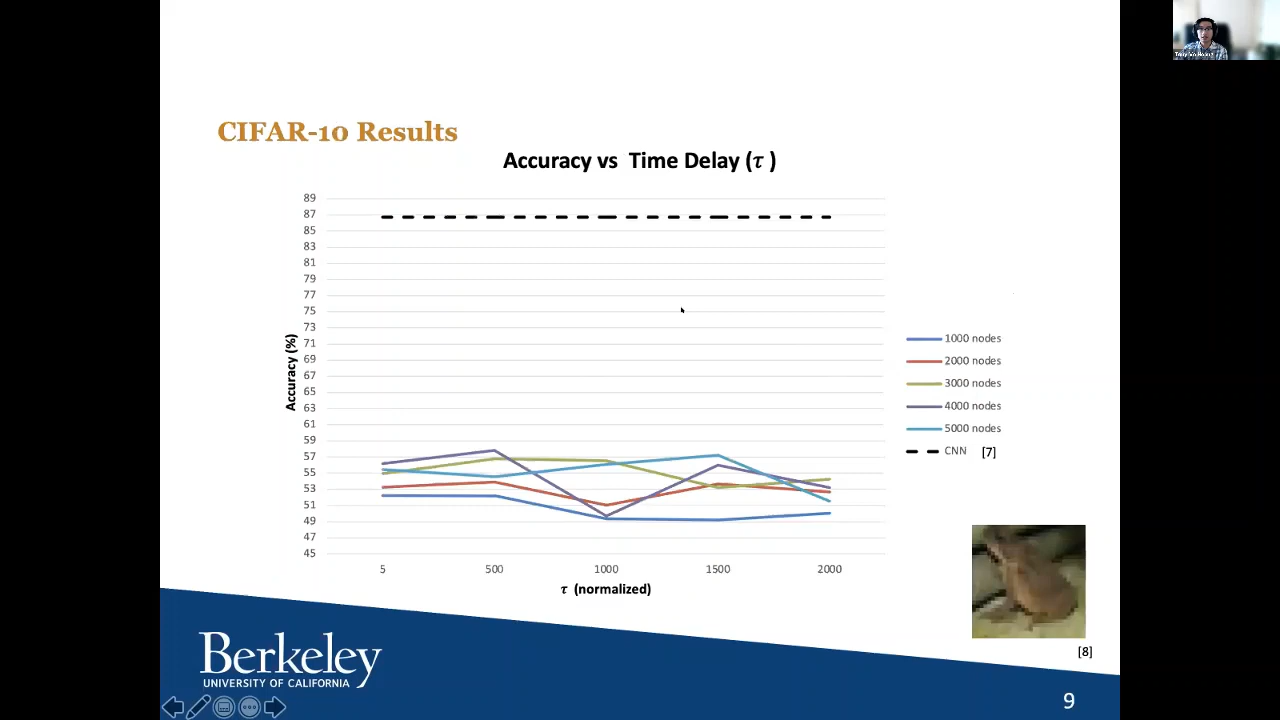 CIFAR-10 Results
Accuracy vs Time Delay (τ )
89
87
85
83
81
79
77
75
73
71
69
67
65
63
61
59
57
55
53
51
49
47
45
Accuracy (%)
5 500 1000 1500 2000
τ (normalized)
1000 nodes
2000 nodes
3000 nodes
4000 nodes
5000 nodes
CNN [7]
[8]
Berkeley
UNIVERSITY OF CALIFORNIA
9